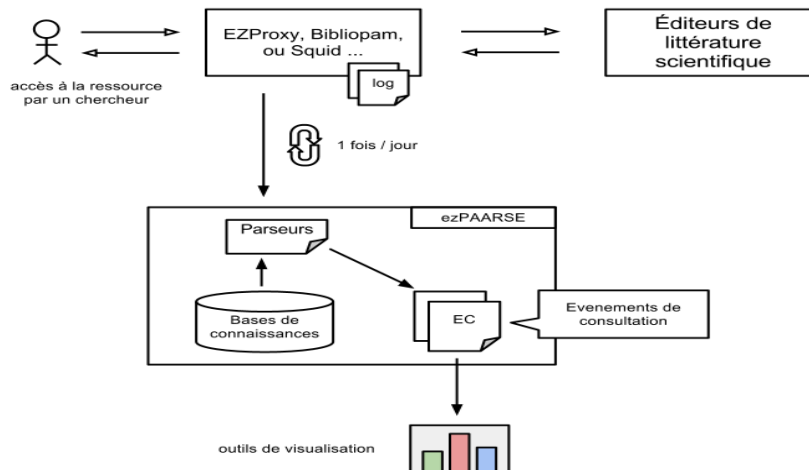 EZProxy, Bibliopam,
ou Squid ...
log
Éditeurs de
littérature
scientifique
accès à la ressource
par un chercheur
1 fois / jour
ezPAARSE
Parseurs
Bases de
connaissances
EC
Evenements de
consultation
outils de visualisation